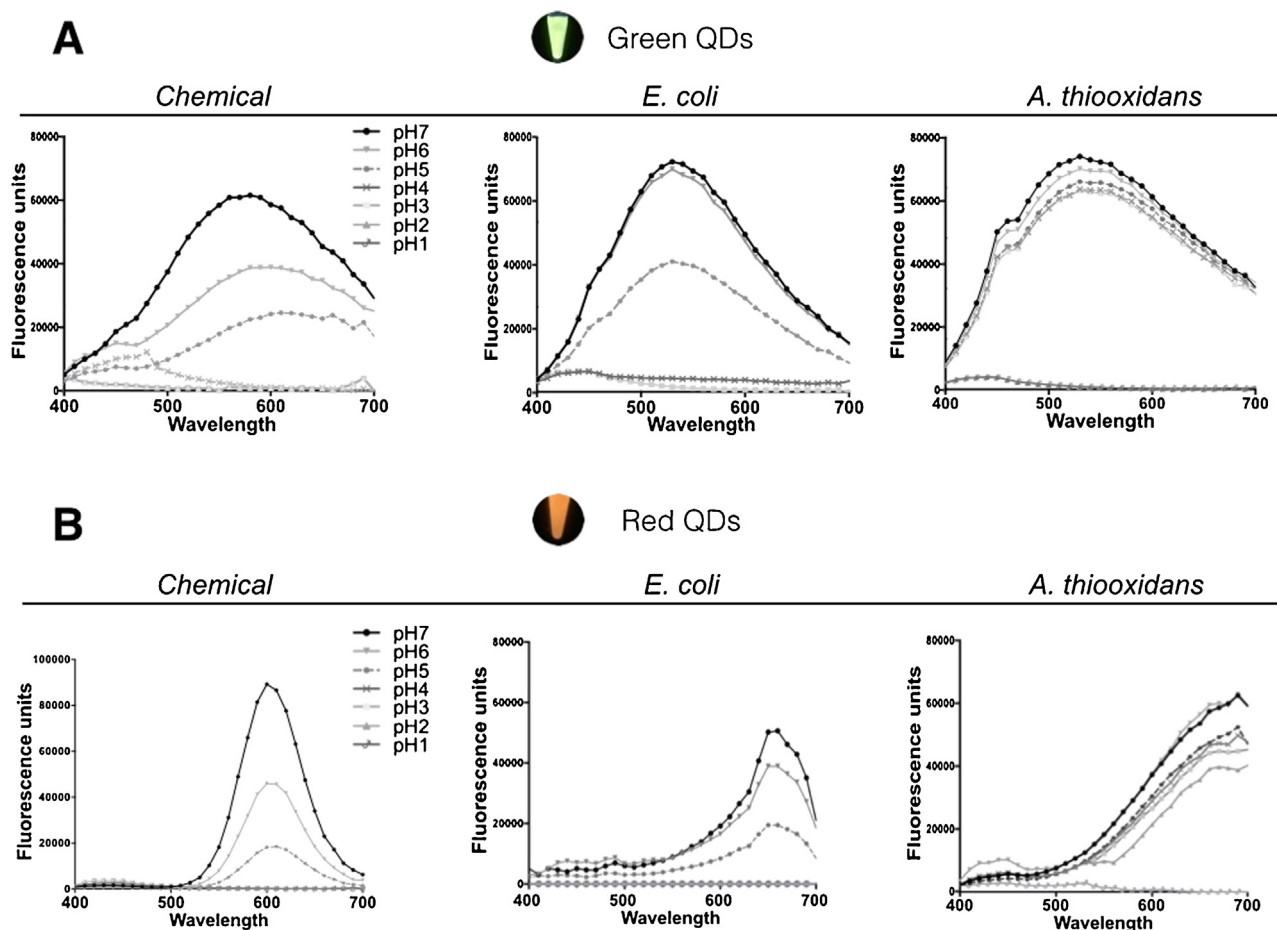 A
Green QDs
Chemical
E. coli
A. thiooxidans
Fluorescence units
80000
60000
40000
20000
0
400 500 600 700
Wavelength
pH7
pH6
pH5
pH4
pH3
pH2
pH1
Fluorescence units
80000
60000
40000
20000
0
400 500 600 700
Wavelength
Fluorescence units
80000
60000
40000
20000
0
400 500 600 700
Wavelength
B
Red QDs
Chemical
E. coli
A. thiooxidans
Fluorescence units
100000
80000
60000
40000
20000
0
400 500 600 700
Wavelength
pH7
pH6
pH5
pH4
pH3
pH2
pH1
Fluorescence units
80000
60000
40000
20000
0
400 500 600 700
Wavelength
Fluorescence units
80000
60000
40000
20000
0
400 500 600 700
Wavelength